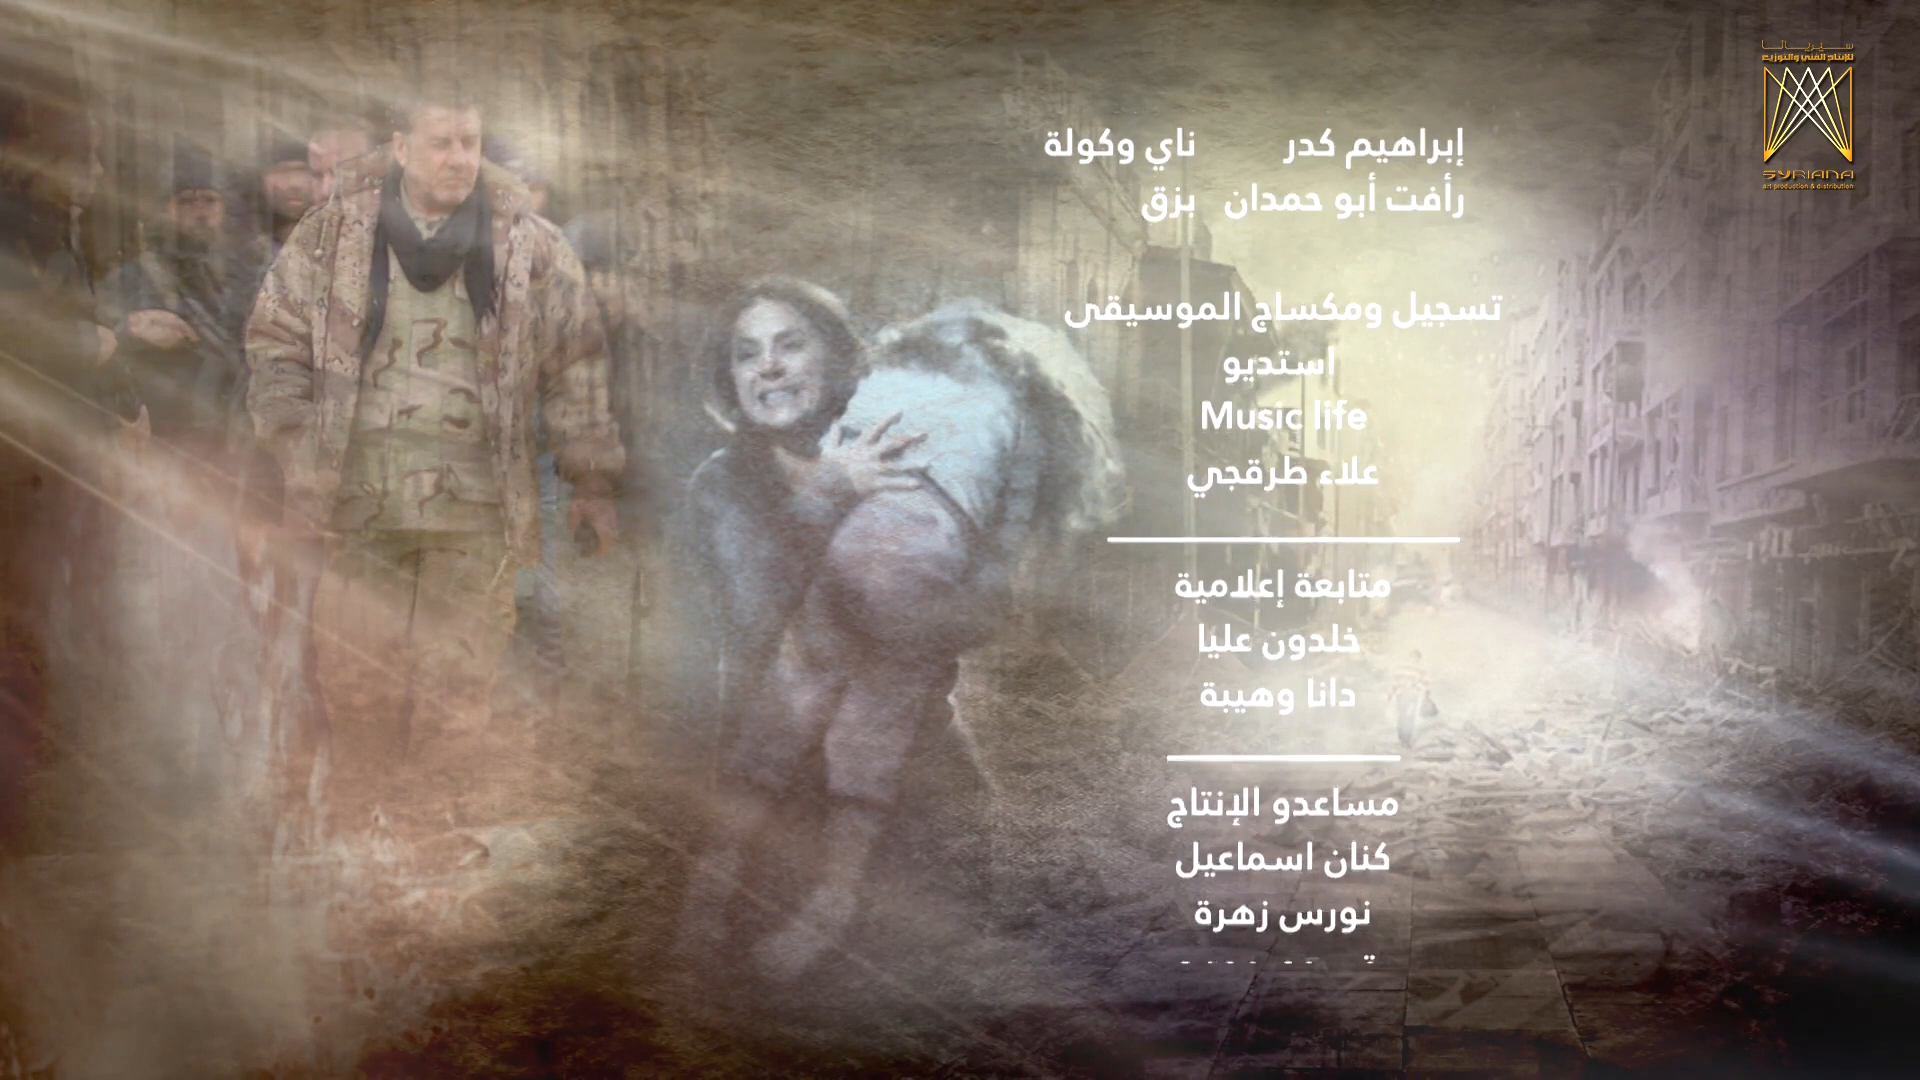 إبراهيم كدر ناي وكولة
رأفت أبو حمدان بزق
تسجيل ومكساج الموسيقى
استديو
Music life
علاء طرقجي
متابعة إعلامية
خلدون عليا
دانا وهيبة
مساعدو الإنتاج
كنان اسماعيل
نورس زهرة
سيريانا
للإنتاج الفني والتوزيع
SYRIANA
art production & distribution